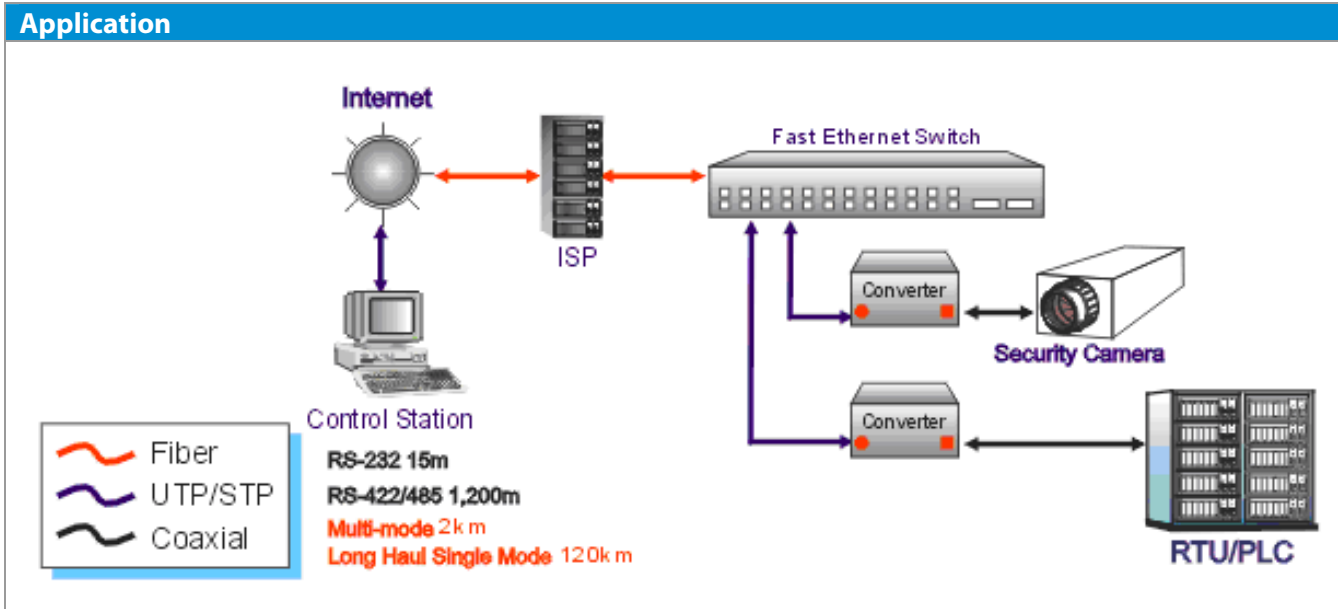 Application
Internet
Fast Ethernet Switch
ISP
Converter
Security Camera
Control Station
Converter
Fiber
UTP/STP
Coaxial
RS-232 15m
RS-422/485 1,200m
Multi-mode 2km
Long Haul Single Mode 120km
RTU/PLC